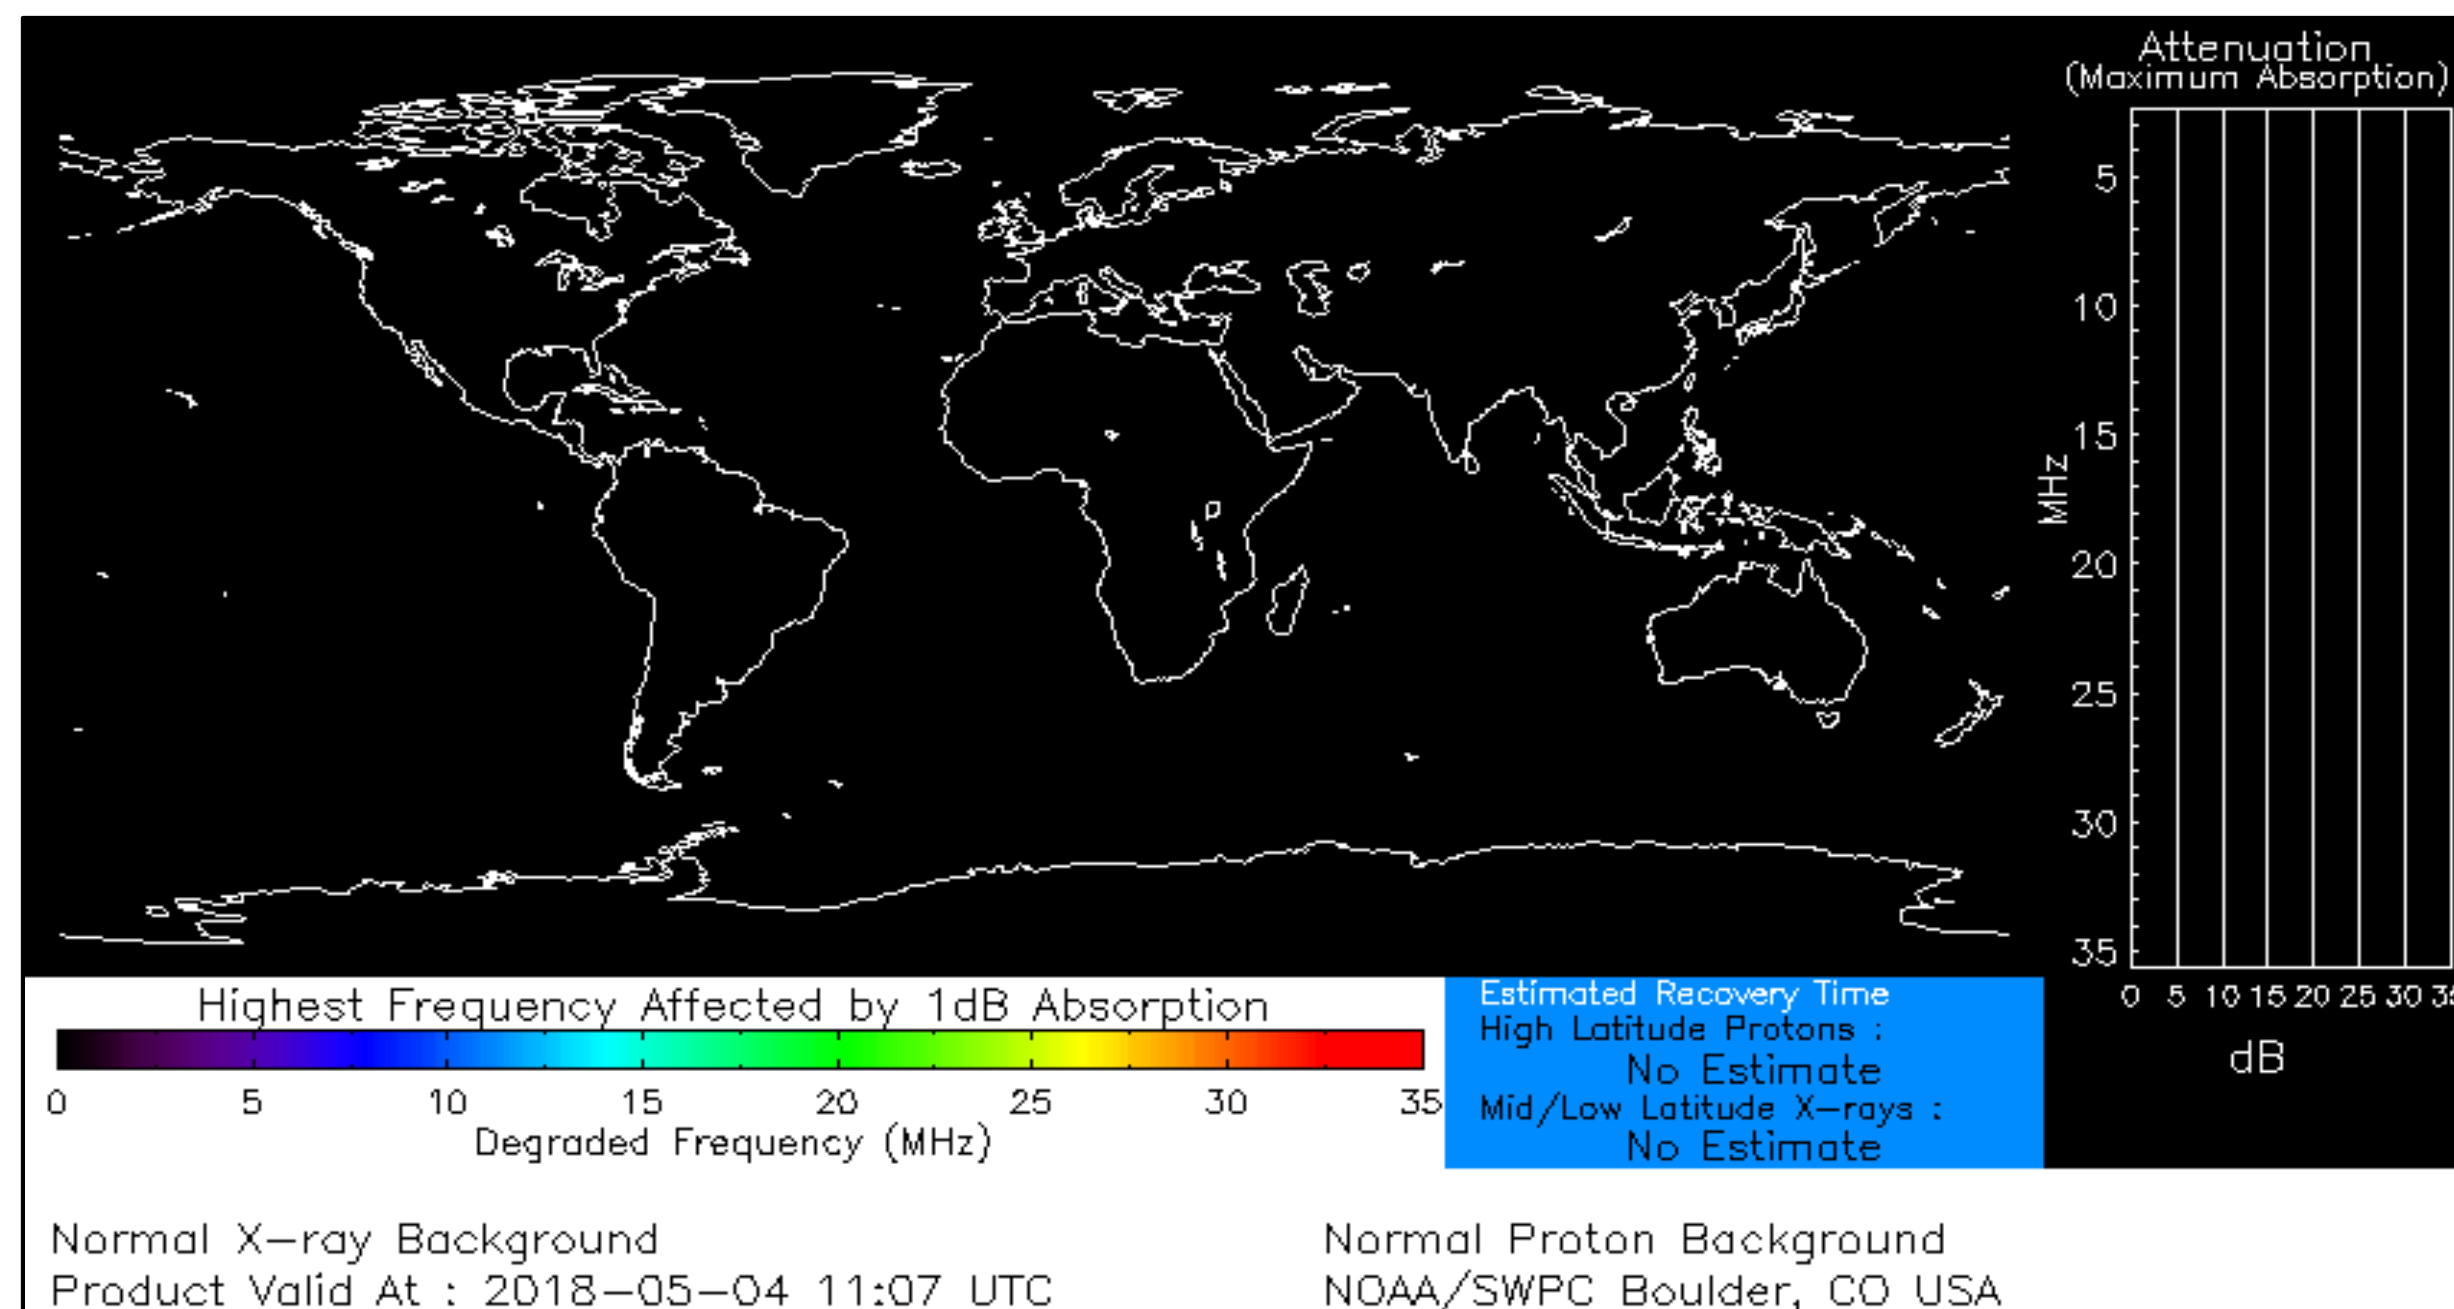 Attenuation
(Maximum Absorption)
5
10
15
20
25
30
35
MHz
0 5 10 15 20 25 30
dB
Highest Frequency Affected by 1dB Absorption
0 5 10 15 20 25 30 35
Degraded Frequency (MHz)
Estimated Recovery Time
High Latitude Protons :
No Estimate
Mid/Low Latitude X-rays :
No Estimate
Normal X-ray Background
Normal Proton Background
Product Valid At : 2018-05-04 11:07 UTC
NOAA/SWPC Boulder, CO USA